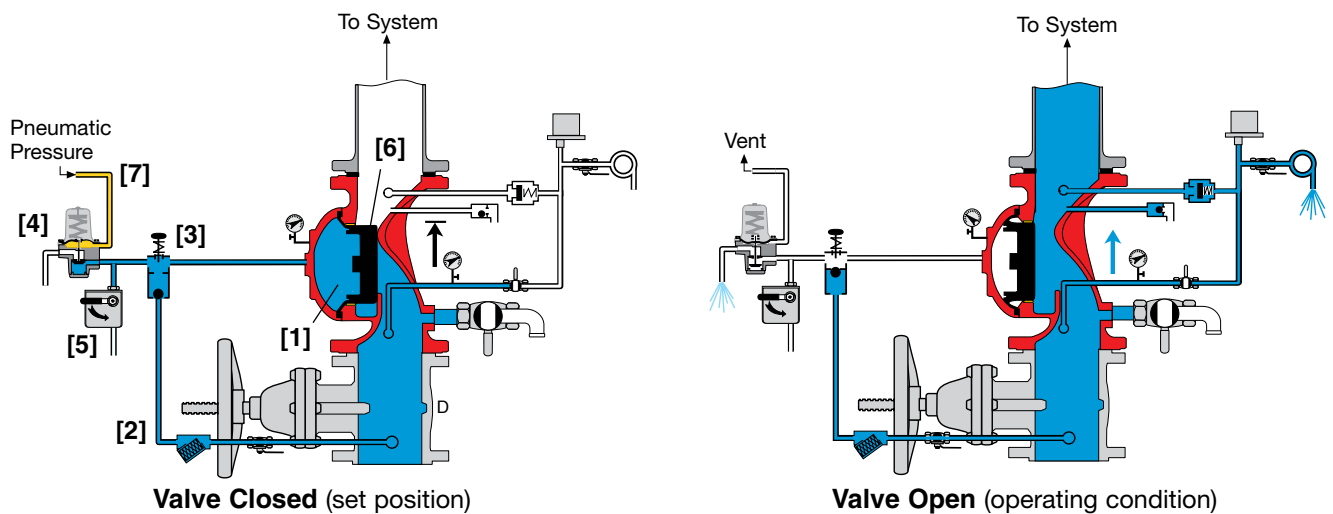 To System
Pneumatic
Pressure
[7]
[6]
[4]
[3]
[1]
[5]
D
[2]
Valve Closed (set position)
To System
Vent
Valve Open (operating condition)